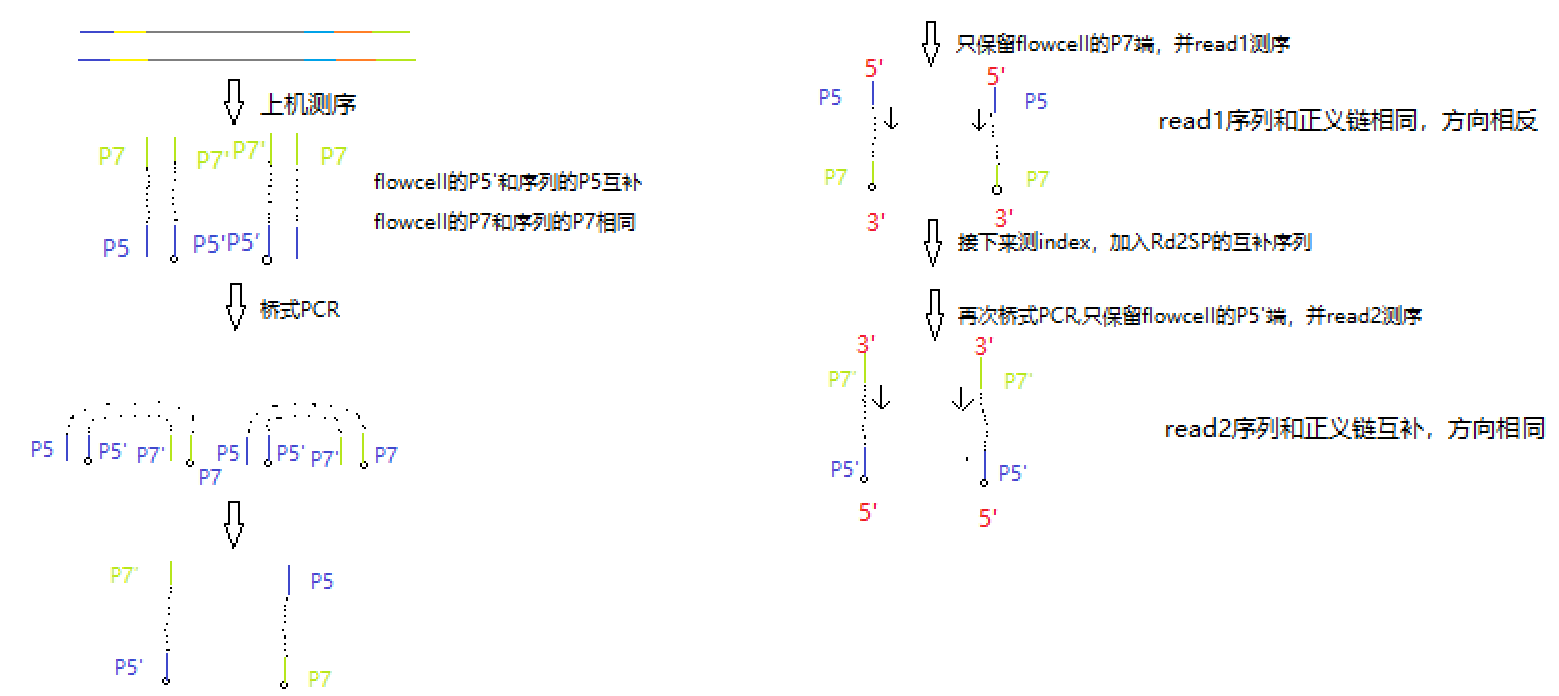 上机测序
P7
P7'
P7'
P7
flowcell的P5'和序列的P5互补
flowcell的P7和序列的P7相同
P5
P5'
P5'
桥式PCR
P5
P5'
P7'
P7
P5
P5'
P7'
P7
P7'
P5
P5'
P7
只保留flowcell的P7端，并read1测序
5'
5'
P5
P5
read1序列和正义链相同，方向相反
P7
P7
3'
3'
接下来测index，加入Rd2SP的互补序列
再次桥式PCR,只保留flowcell的P5'端，并read2测序
3'
3'
P7'
P7'
read2序列和正义链互补，方向相同
P5'
P5'
5'
5'